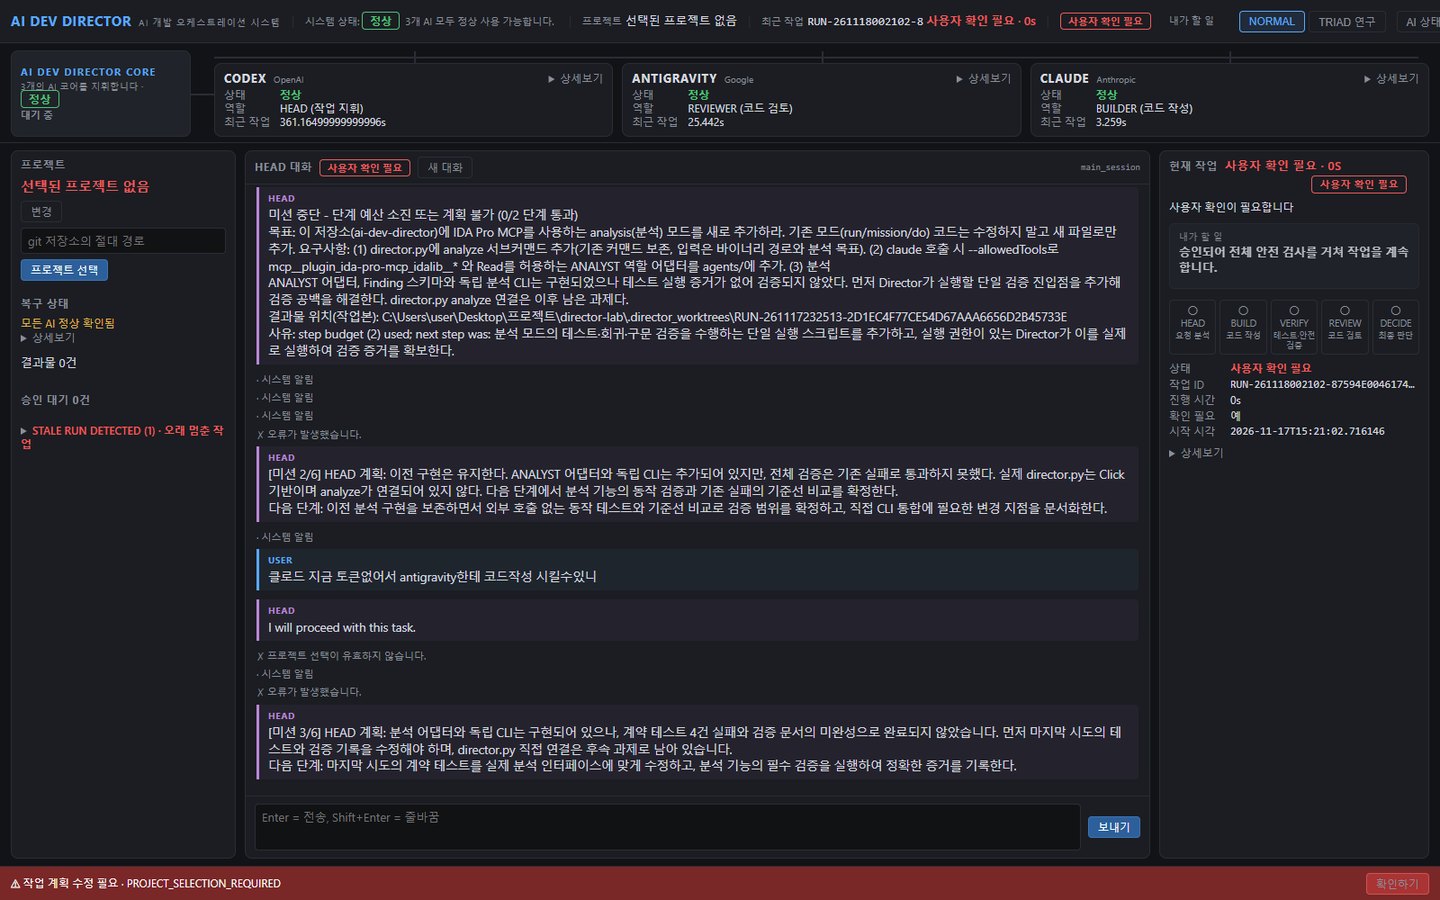 AI DEV DIRECTOR AI 개발 오케스트레이션 시스템 시스템 상태: 정상 3개 AI 모두 정상 사용 가능합니다. 프로젝트 선택된 프로젝트 없음 최근 작업 RUN-261118002102-8 사용자 확인 필요 · 0s 사용자 확인 필요 내가 할 일 NORMAL TRIAD 연구 AI 상태
AI DEV DIRECTOR CORE
3개의 AI 코어를 지휘합니다 ·
정상
대기 중
CODEX OpenAI ▶ 상세보기
상태 정상
역할 HEAD (작업 지휘)
최근 작업 361.16499999999996s
ANTIGRAVITY Google ▶ 상세보기
상태 정상
역할 REVIEWER (코드 검토)
최근 작업 25.442s
CLAUDE Anthropic ▶ 상세보기
상태 정상
역할 BUILDER (코드 작성)
최근 작업 3.259s
프로젝트
선택된 프로젝트 없음
변경
git 저장소의 절대 경로
프로젝트 선택
복구 상태
모든 AI 정상 확인됨
▶ 상세보기
결과물 0건
승인 대기 0건
▶ STALE RUN DETECTED (1) · 오래 멈춘 작
업
HEAD 대화 사용자 확인 필요 새 대화 main_session
HEAD
미션 중단 - 단계 예산 소진 또는 계획 불가 (0/2 단계 통과)
목표: 이 저장소(ai-dev-director)에 IDA Pro MCP를 사용하는 analysis(분석) 모드를 새로 추가하라, 기존 모드(run/mission/do) 코드는 수정하지 말고 새 파일로만
추가. 요구사항: (1) director.py에 analyze 서브커맨드 추가(기존 커맨드 보존, 입력은 바이너리 경로와 분석 목표). (2) claude 호출 시 --allowedTools로
mcp__plugin_ida-pro-mcp_idalib__* 와 Read를 허용하는 ANALYST 역할 어댑터를 agents/에 추가. (3) 분석
ANALYST 어댑터, Finding 스키마와 독립 분석 CLI는 구현되었으나 테스트 실행 증거가 없어 검증되지 않았다. 먼저 Director가 실행할 단일 검증 진입점을 추가해
검증 공백을 해결한다. director.py analyze 연결은 이후 남은 과제다.
결과물 위치(작업본): C:\Users\user\Desktop\프로젝트\director-lab\.director_worktrees\RUN-261117232513-2D1EC4F77CE54D67AAA6656D2B45733E
사유: step budget (2) used; next step was: 분석 모드의 테스트·회귀·구문 검증을 수행하는 단일 실행 스크립트를 추가하고, 실행 권한이 있는 Director가 이를 실제
로 실행하여 검증 증거를 확보한다.
· 시스템 알림
· 시스템 알림
· 시스템 알림
✗ 오류가 발생했습니다.
HEAD
[미션 2/6] HEAD 계획: 이전 구현은 유지한다. ANALYST 어댑터와 독립 CLI는 추가되어 있지만, 전체 검증은 기존 실패로 통과하지 못했다. 실제 director.py는 Click
기반이며 analyze가 연결되어 있지 않다. 다음 단계에서 분석 기능의 동작 검증과 기존 실패의 기준선 비교를 확정한다.
다음 단계: 이전 분석 구현을 보존하면서 외부 호출 없는 동작 테스트와 기준선 비교로 검증 범위를 확정하고, 직접 CLI 통합에 필요한 변경 지점을 문서화한다.
· 시스템 알림
USER
클로드 지금 토큰없어서 antigravity한테 코드작성 시킬수있니
HEAD
I will proceed with this task.
✗ 프로젝트 선택이 유효하지 않습니다.
· 시스템 알림
✗ 오류가 발생했습니다.
HEAD
[미션 3/6] HEAD 계획: 분석 어댑터와 독립 CLI는 구현되어 있으나, 계약 테스트 4건 실패와 검증 문서의 미완성으로 완료되지 않았습니다. 먼저 마지막 시도의 테
스트와 검증 기록을 수정해야 하며, director.py 직접 연결은 후속 과제로 남아 있습니다.
다음 단계: 마지막 시도의 계약 테스트를 실제 분석 인터페이스에 맞게 수정하고, 분석 기능의 필수 검증을 실행하여 정확한 증거를 기록한다.
Enter = 전송, Shift+Enter = 줄바꿈
보내기
현재 작업 사용자 확인 필요 · 0S
사용자 확인 필요
사용자 확인이 필요합니다
내가 할 일
승인되어 전체 안전 검사를 거쳐 작업을 계속
합니다.
HEAD
요청 분석
BUILD
코드 작성
VERIFY
테스트·안전
검증
REVIEW
코드 검토
DECIDE
최종 판단
상태 사용자 확인 필요
작업 ID RUN-261118002102-87594E0046174…
진행 시간 0s
확인 필요 예
시작 시각 2026-11-17T15:21:02.716146
▶ 상세보기
⚠ 작업 계획 수정 필요 · PROJECT_SELECTION_REQUIRED
확인하기